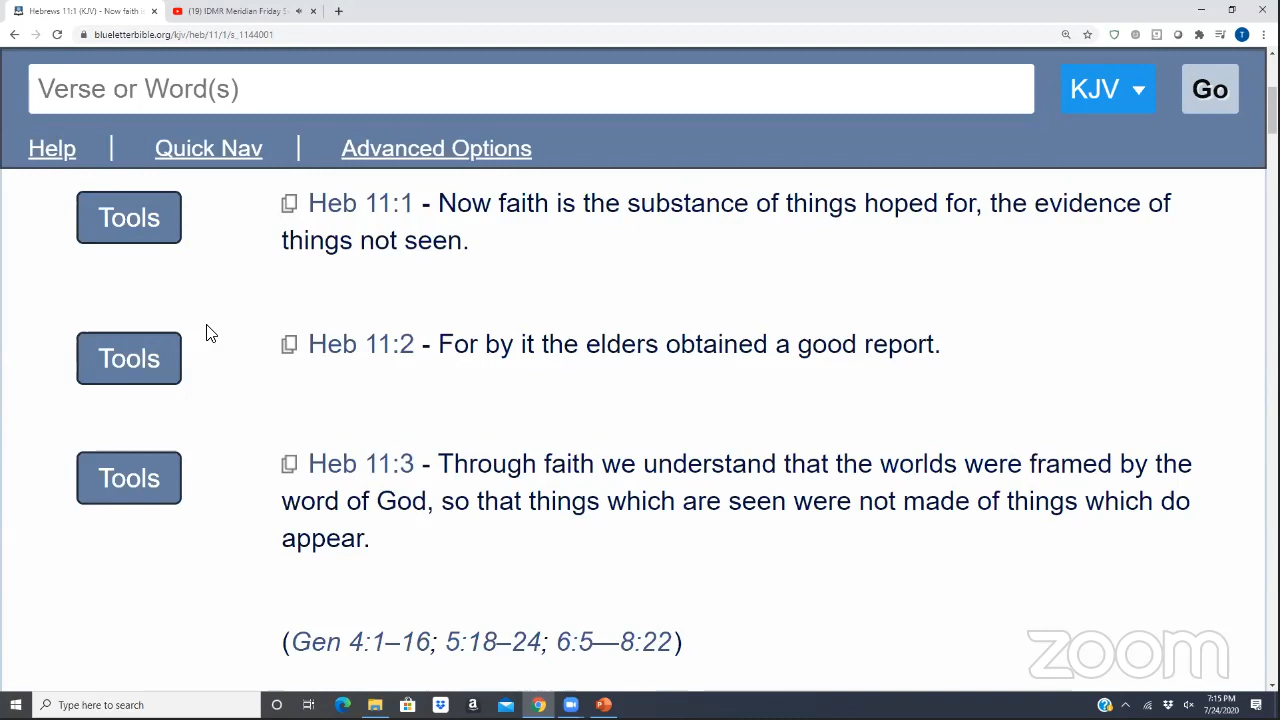 Hebrews 11:1 (KJV) - Now faith is
(19) IDMR Meridian Friday S
blueletterbible.org/kjv/heb/11/1/s_1144001
T
Verse or Word(s)
KJV
Go
Help | Quick Nav | Advanced Options
Tools
Heb 11:1 - Now faith is the substance of things hoped for, the evidence of
things not seen.
Tools
Heb 11:2 - For by it the elders obtained a good report.
Tools
Heb 11:3 - Through faith we understand that the worlds were framed by the
word of God, so that things which are seen were not made of things which do
appear.
(Gen 4:1–16; 5:18–24; 6:5—8:22)
zoom
Type here to search
7:15 PM
7/24/2020